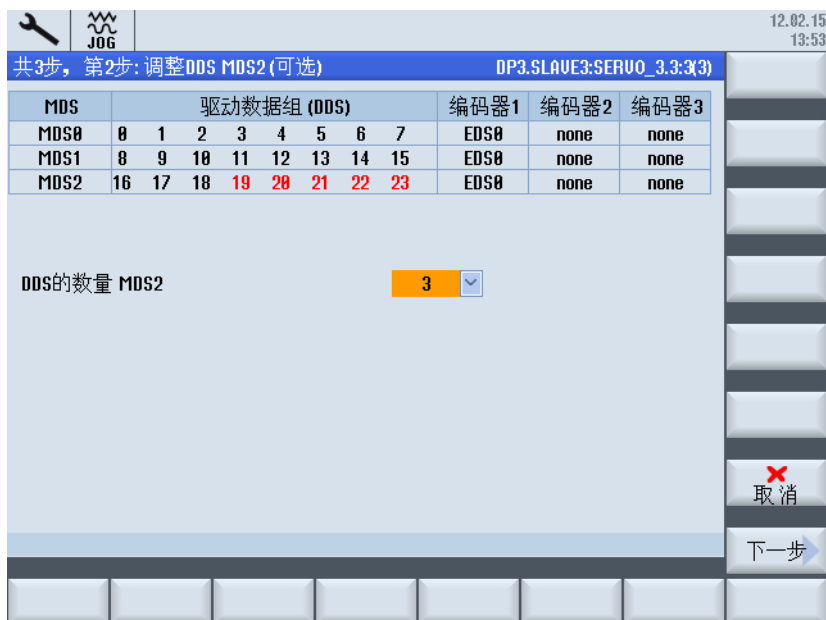 12.02.15
JOG
13:53
共3步，第2步：调整DDS MDS2(可选) DP3.SLAVE3:SERVO_3.3:3(3)
MDS 驱动数据组 (DDS) 编码器1 编码器2 编码器3
MDS0 0 1 2 3 4 5 6 7 EDS0 none none
MDS1 8 9 10 11 12 13 14 15 EDS0 none none
MDS2 16 17 18 19 20 21 22 23 EDS0 none none
DDS的数量 MDS2 3
取消
下一步